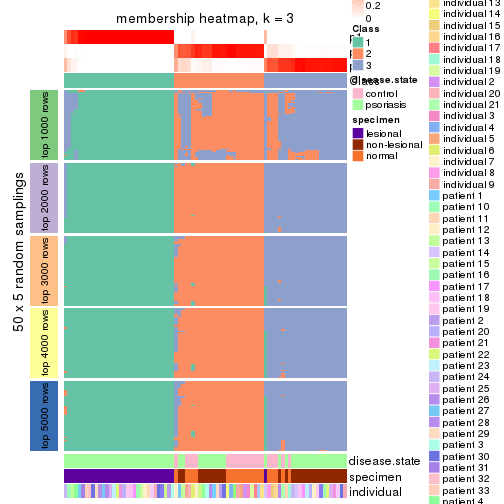 membership heatmap, k = 3
50 x 5 random samplings
top 1000 rows
top 2000 rows
top 3000 rows
top 4000 rows
top 5000 rows
disease.state
specimen
individual
0.2
0
Class
1
2
3
disease.state
control
psoriasis
specimen
lesional
non-lesional
normal
individual 13
individual 14
individual 15
individual 16
individual 17
individual 18
individual 19
individual 2
individual 20
individual 21
individual 3
individual 4
individual 5
individual 6
individual 7
individual 8
individual 9
patient 1
patient 10
patient 11
patient 12
patient 13
patient 14
patient 15
patient 16
patient 17
patient 18
patient 19
patient 2
patient 20
patient 21
patient 22
patient 23
patient 24
patient 25
patient 26
patient 27
patient 28
patient 29
patient 3
patient 30
patient 31
patient 32
patient 33
patient 4